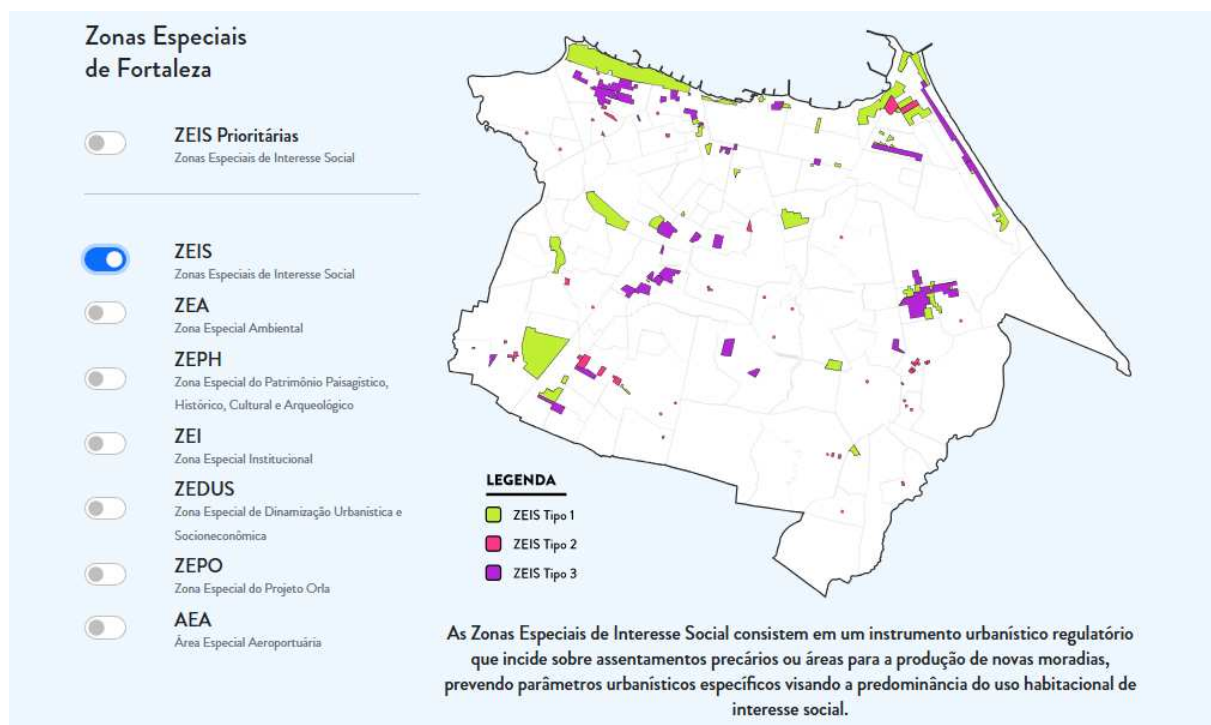 Zonas Especiais
de Fortaleza
ZEIS Prioritárias
Zonas Especiais de Interesse Social
ZEIS
Zonas Especiais de Interesse Social
ZEA
Zona Especial Ambiental
ZEPH
Zona Especial do Patrimônio Paisagístico,
Histórico, Cultural e Arqueológico
ZEI
Zona Especial Institucional
ZEDUS
Zona Especial de Dinamização Urbanística e
Socioneconômica
ZEPO
Zona Especial do Projeto Orla
AEA
Área Especial Aeroportuária
LEGENDA
ZEIS Tipo 1
ZEIS Tipo 2
ZEIS Tipo 3
As Zonas Especiais de Interesse Social consistem em um instrumento urbanístico regulatório
que incide sobre assentamentos precários ou áreas para a produção de novas moradias,
prevendo parâmetros urbanísticos específicos visando a predominância do uso habitacional de
interesse social.